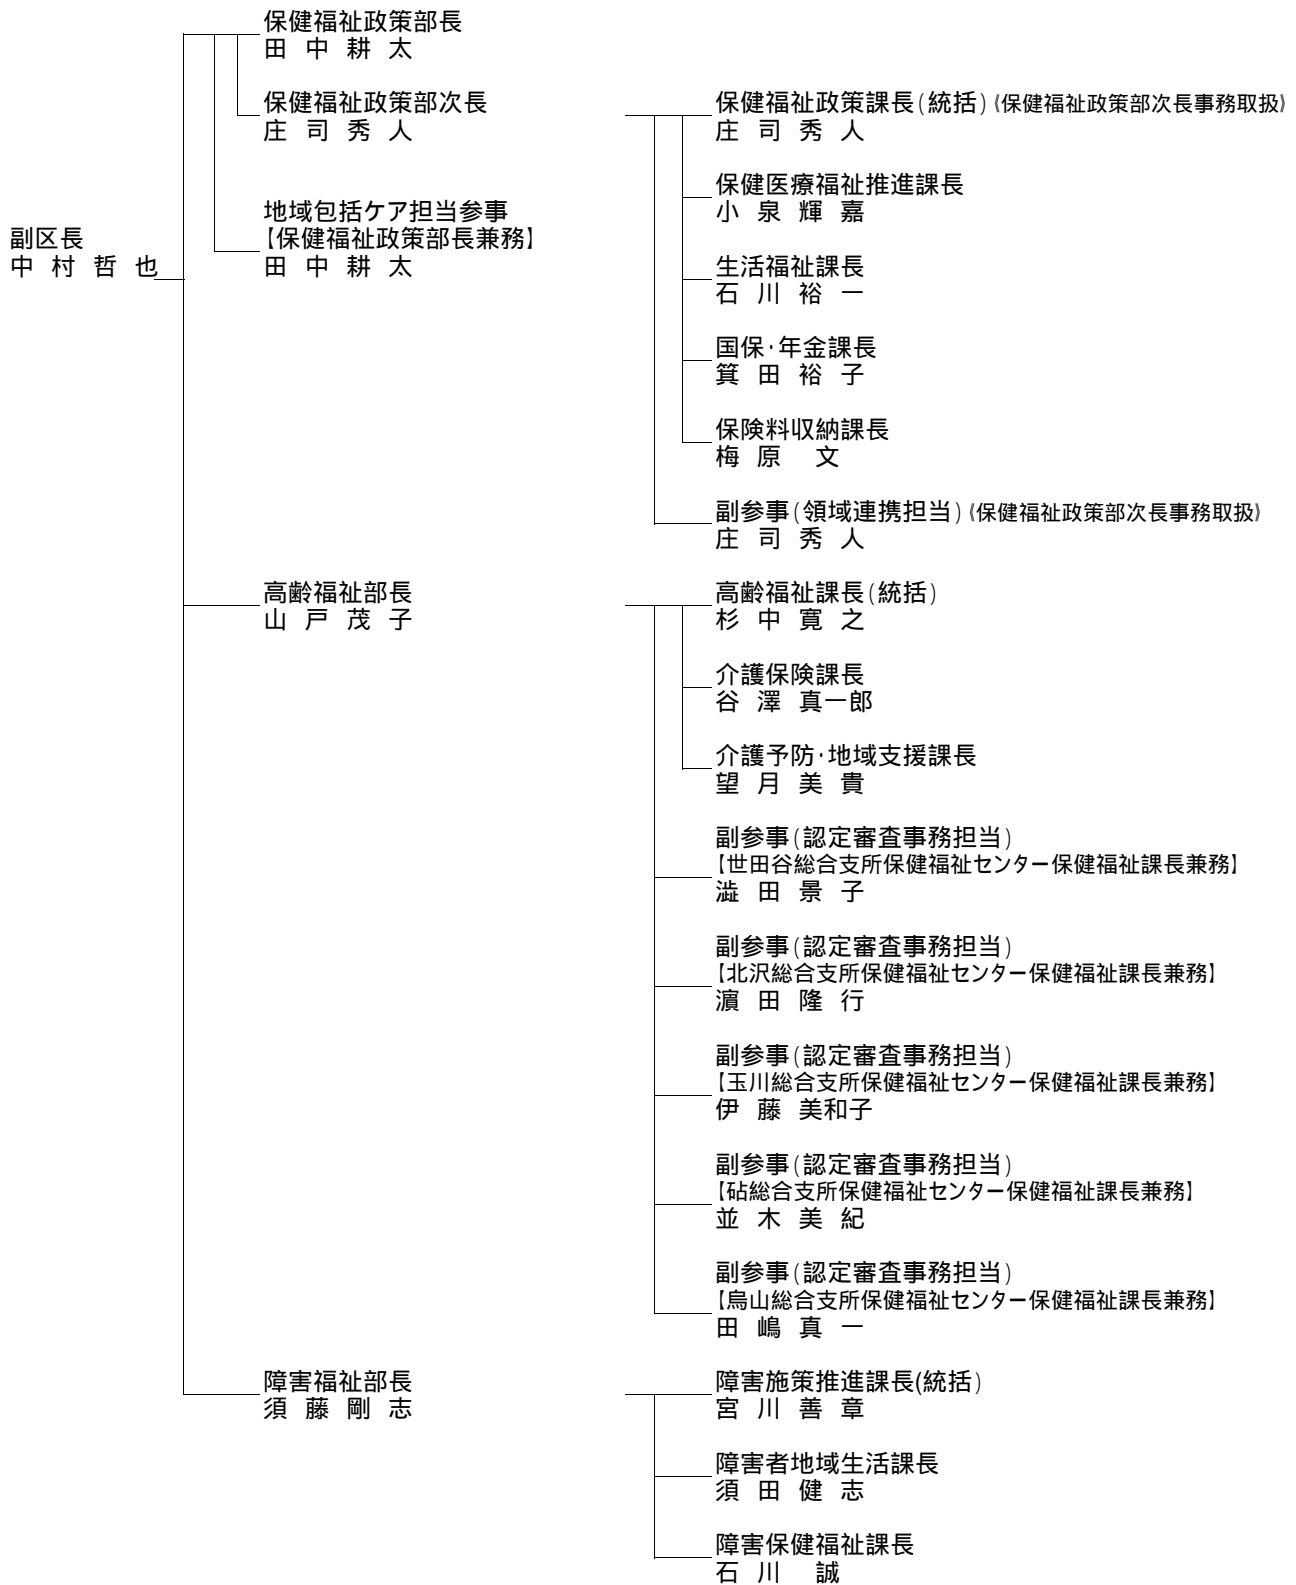 保健福祉政策部長
田 中 耕 太
保健福祉政策部次長
庄 司 秀 人
保健福祉政策課長(統括)《保健福祉政策部次長事務取扱》
庄 司 秀 人
保健医療福祉推進課長
小 泉 輝 嘉
地域包括ケア担当参事
【保健福祉政策部長兼務】
田 中 耕 太
副区長
中 村 哲 也
生活福祉課長
石 川 裕 一
国保・年金課長
箕 田 裕 子
保険料収納課長
梅 原 文
副参事(領域連携担当)《保健福祉政策部次長事務取扱》
庄 司 秀 人
高齢福祉部長
山 戸 茂 子
高齢福祉課長(統括)
杉 中 寛 之
介護保険課長
谷 澤 真一郎
介護予防・地域支援課長
望 月 美 貴
副参事(認定審査事務担当)
【世田谷総合支所保健福祉センター保健福祉課長兼務】
澁 田 景 子
副参事(認定審査事務担当)
【北沢総合支所保健福祉センター保健福祉課長兼務】
濵 田 隆 行
副参事(認定審査事務担当)
【玉川総合支所保健福祉センター保健福祉課長兼務】
伊 藤 美和子
副参事(認定審査事務担当)
【砧総合支所保健福祉センター保健福祉課長兼務】
並 木 美 紀
副参事(認定審査事務担当)
【烏山総合支所保健福祉センター保健福祉課長兼務】
田 嶋 真 一
障害福祉部長
須 藤 剛 志
障害施策推進課長(統括)
宮 川 善 章
障害者地域生活課長
須 田 健 志
障害保健福祉課長
石 川 誠